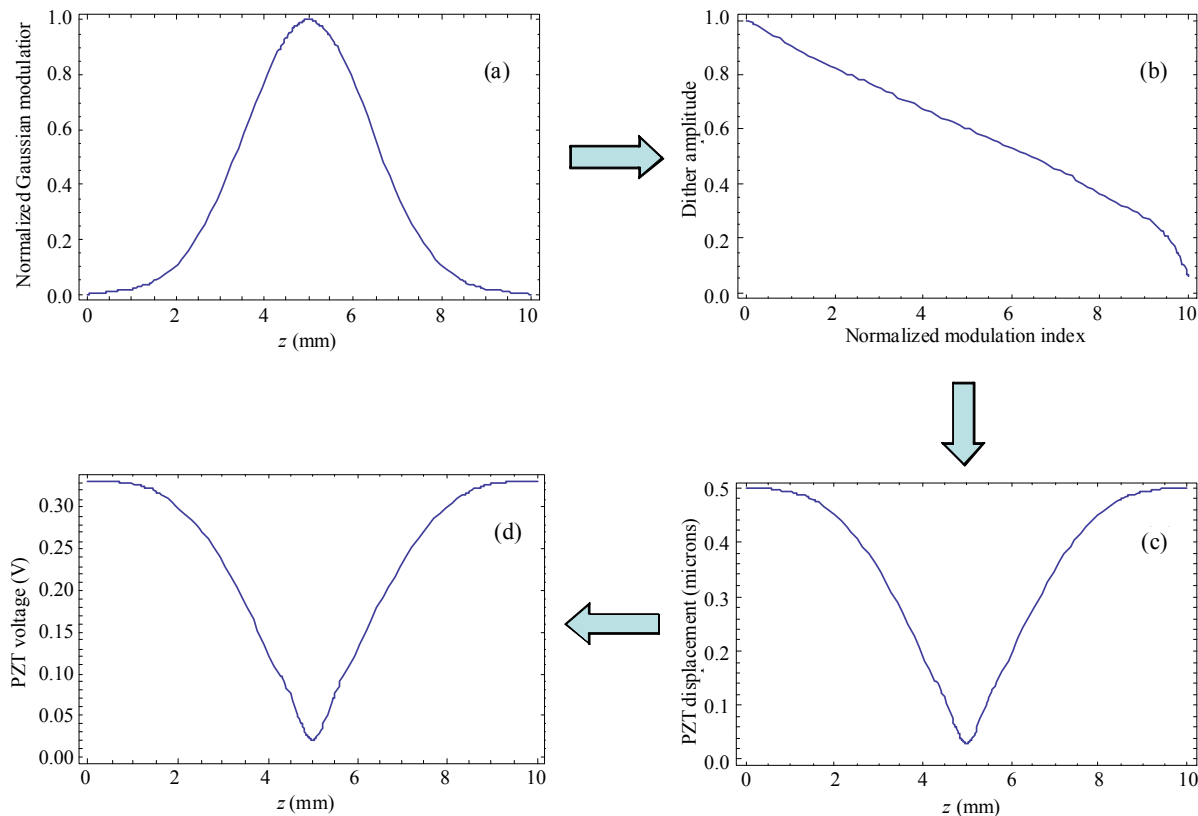 Normalized Gaussian modulatior
1.0
0.8
0.6
0.4
0.2
0.0
(a)
0 2 4 6 8 10
z (mm)
Dither amplitude
1.0
0.8
0.6
0.4
0.2
0.0
(b)
0 2 4 6 8 10
Normalized modulation index
PZT voltage (V)
0.30
0.25
0.20
0.15
0.10
0.05
0.00
(d)
0 2 4 6 8 10
z (mm)
PZT displacement (microns)
0.5
0.4
0.3
0.2
0.1
0.0
(c)
0 2 4 6 8 10
z (mm)